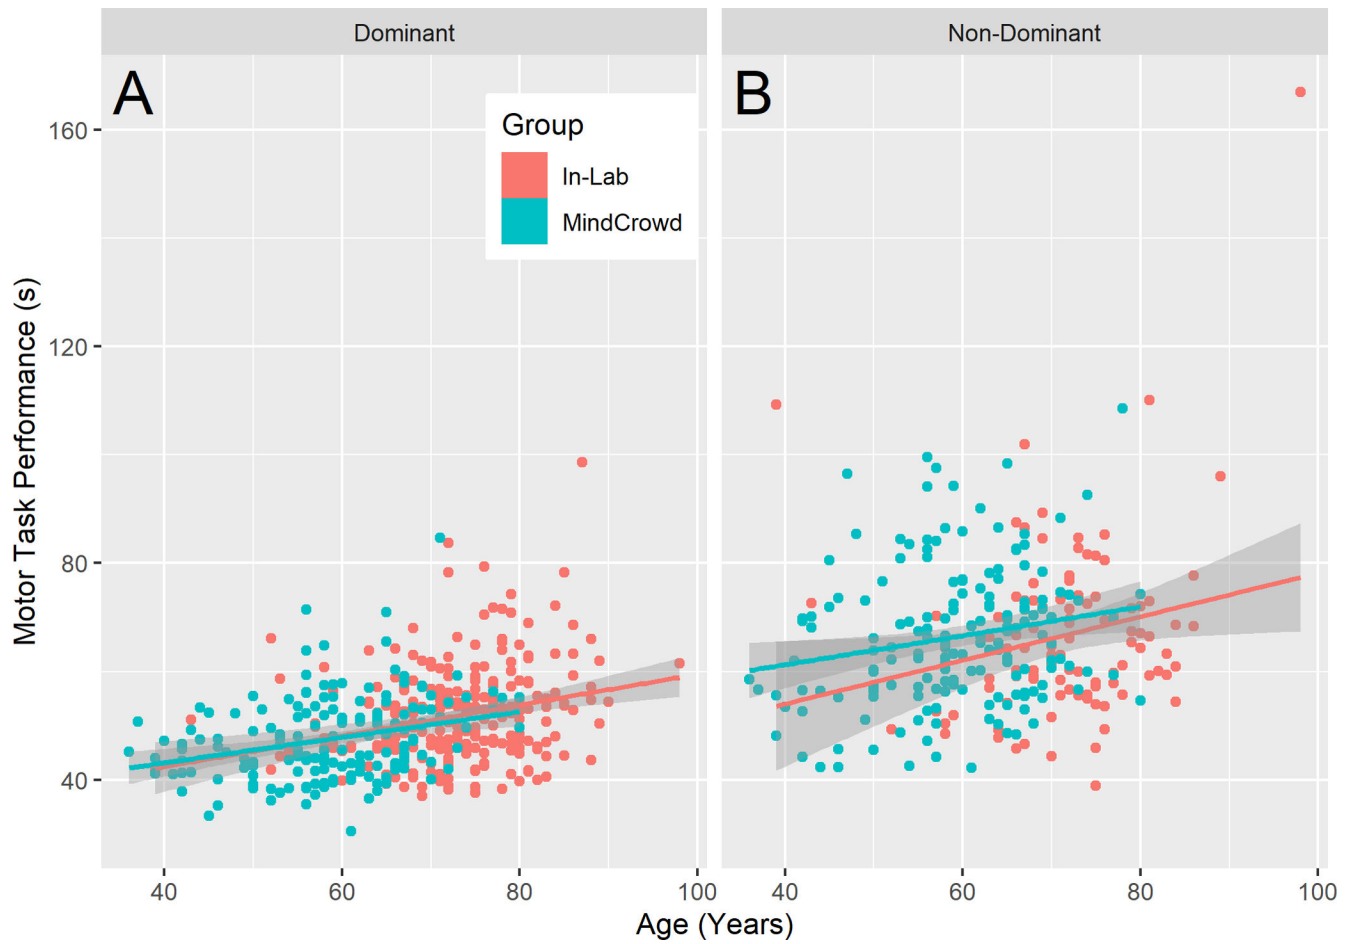 Dominant
Non-Dominant
A
B
Group
In-Lab
MindCrowd
Motor Task Performance (s)
160
120
80
40
40
60
80
100
40
60
80
100
Age (Years)